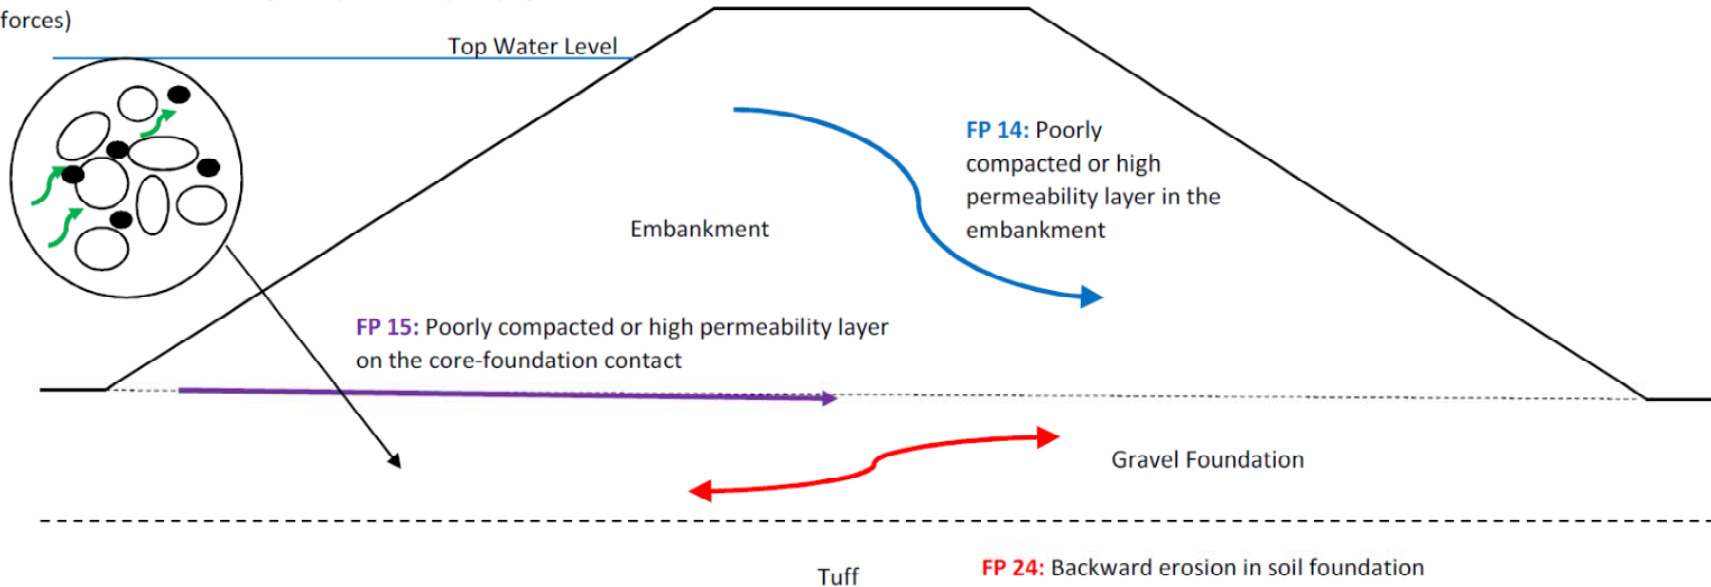 forces)
Top Water Level
FP 14: Poorly
compacted or high
permeability layer in the
embankment
Embankment
FP 15: Poorly compacted or high permeability layer
on the core-foundation contact
Gravel Foundation
FP 24: Backward erosion in soil foundation
Tuff